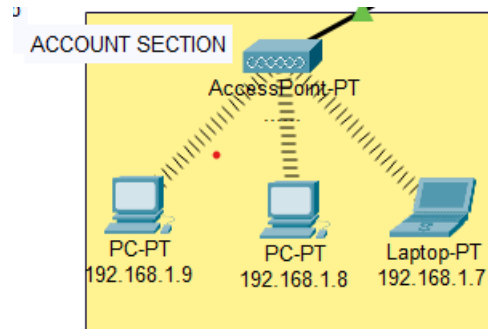 ACCOUNT SECTION
AccessPoint-PT
PC-PT
192.168.1.9
PC-PT
192.168.1.8
Laptop-PT
192.168.1.7